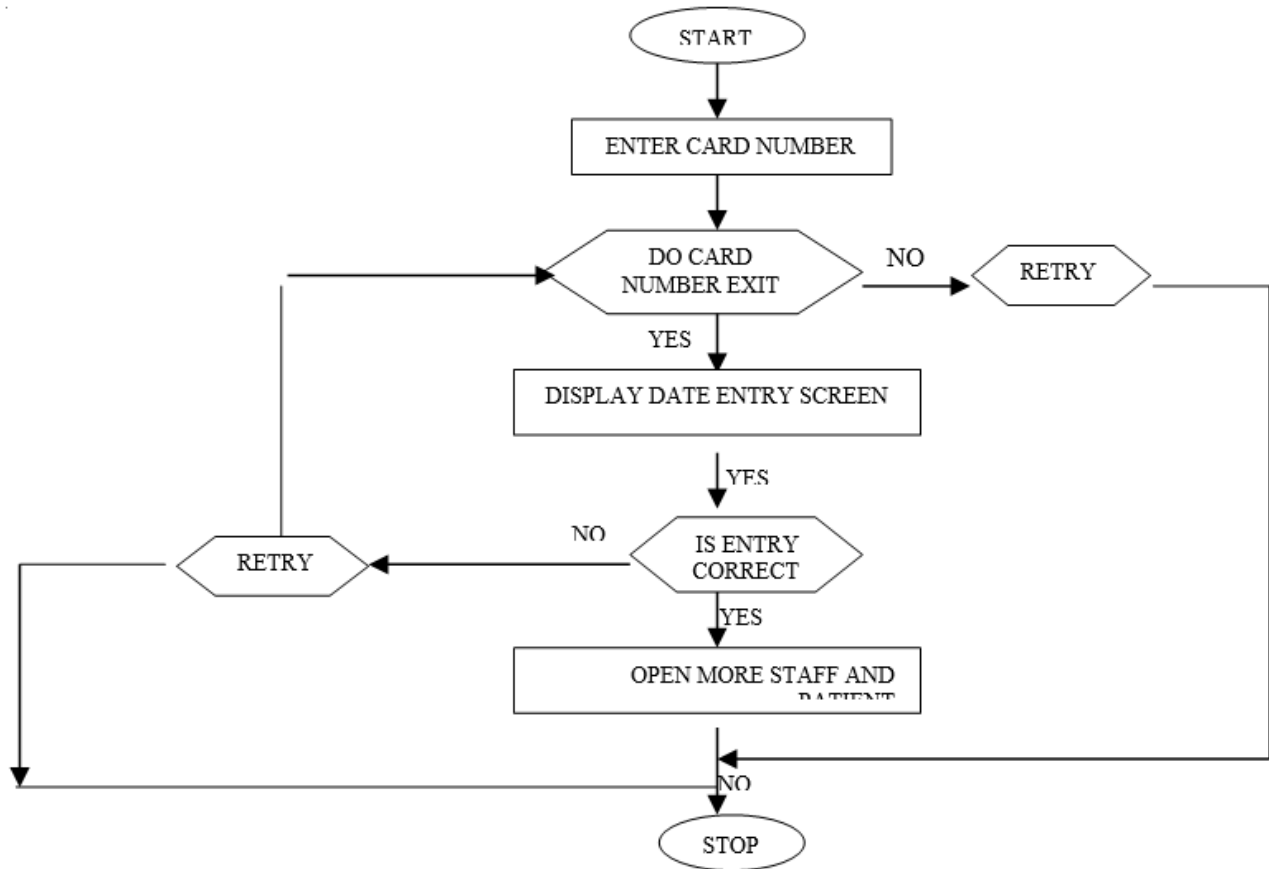 START
ENTER CARD NUMBER
DO CARD
NUMBER EXIT
NO
RETRY
YES
DISPLAY DATE ENTRY SCREEN
YES
NO
RETRY
IS ENTRY
CORRECT
YES
OPEN MORE STAFF AND
PATIENT
NO
STOP